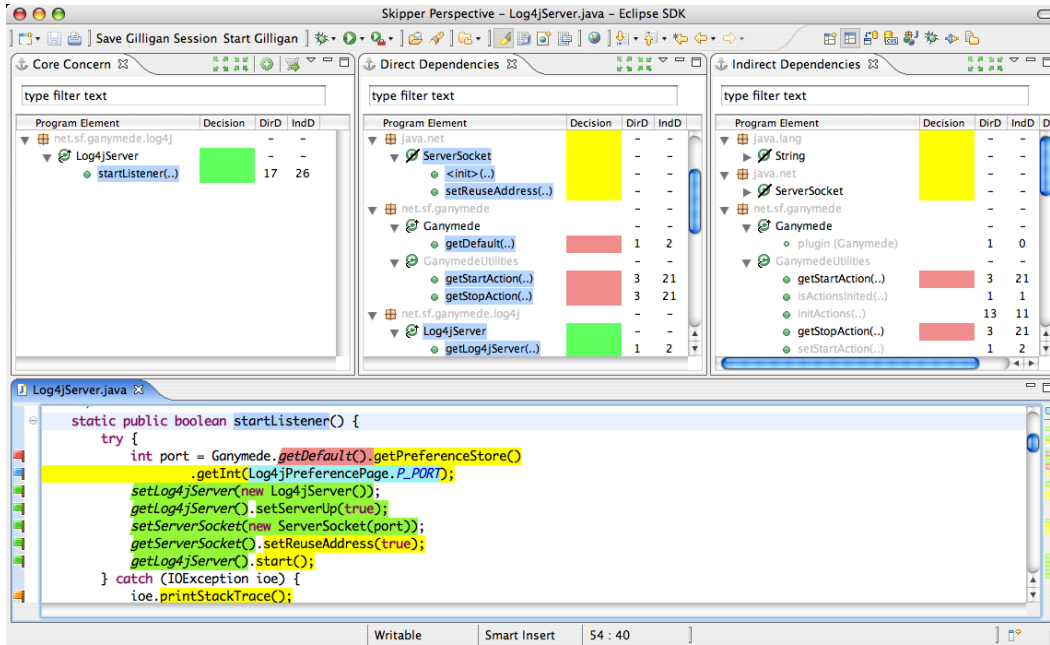 Skipper Perspective – Log4jServer.java – Eclipse SDK
Save Gilligan Session Start Gilligan
Core Concern
type filter text
Program Element Decision DirD IndD
net.sf.ganymede.log4j – –
Log4jServer – –
startListener(..) 17 26
Direct Dependencies
type filter text
Program Element Decision DirD IndD
java.net – –
ServerSocket – –
<init>(..) – –
setReuseAddress(..) – –
net.sf.ganymede – –
Ganymede – –
getDefault(..) 1 2
GanymedeUtilities – –
getStartAction(..) 3 21
getStopAction(..) 3 21
net.sf.ganymede.log4j – –
Log4jServer – –
getLog4jServer(..) 1 2
Indirect Dependencies
type filter text
Program Element Decision DirD IndD D
java.lang – –
String – –
java.net – –
ServerSocket – –
net.sf.ganymede – –
Ganymede – –
plugin (Ganymede) 1 0
GanymedeUtilities – –
getStartAction(..) 3 21
isActionsInited(..) 1 1
initActions(..) 13 11
getStopAction(..) 3 21
setStartAction(..) 1 2
Log4jServer.java
static public boolean startListener() {
try {
int port = Ganymede.getDefault().getPreferenceStore()
.getInt(Log4jPreferencePage.P_PORT);
setLog4jServer(new Log4jServer());
getLog4jServer().setServerUp(true);
setServerSocket(new ServerSocket(port));
getServerSocket().setReuseAddress(true);
getLog4jServer().start();
} catch (IOException ioe) {
ioe.printStackTrace();
Writable Smart Insert 54 : 40